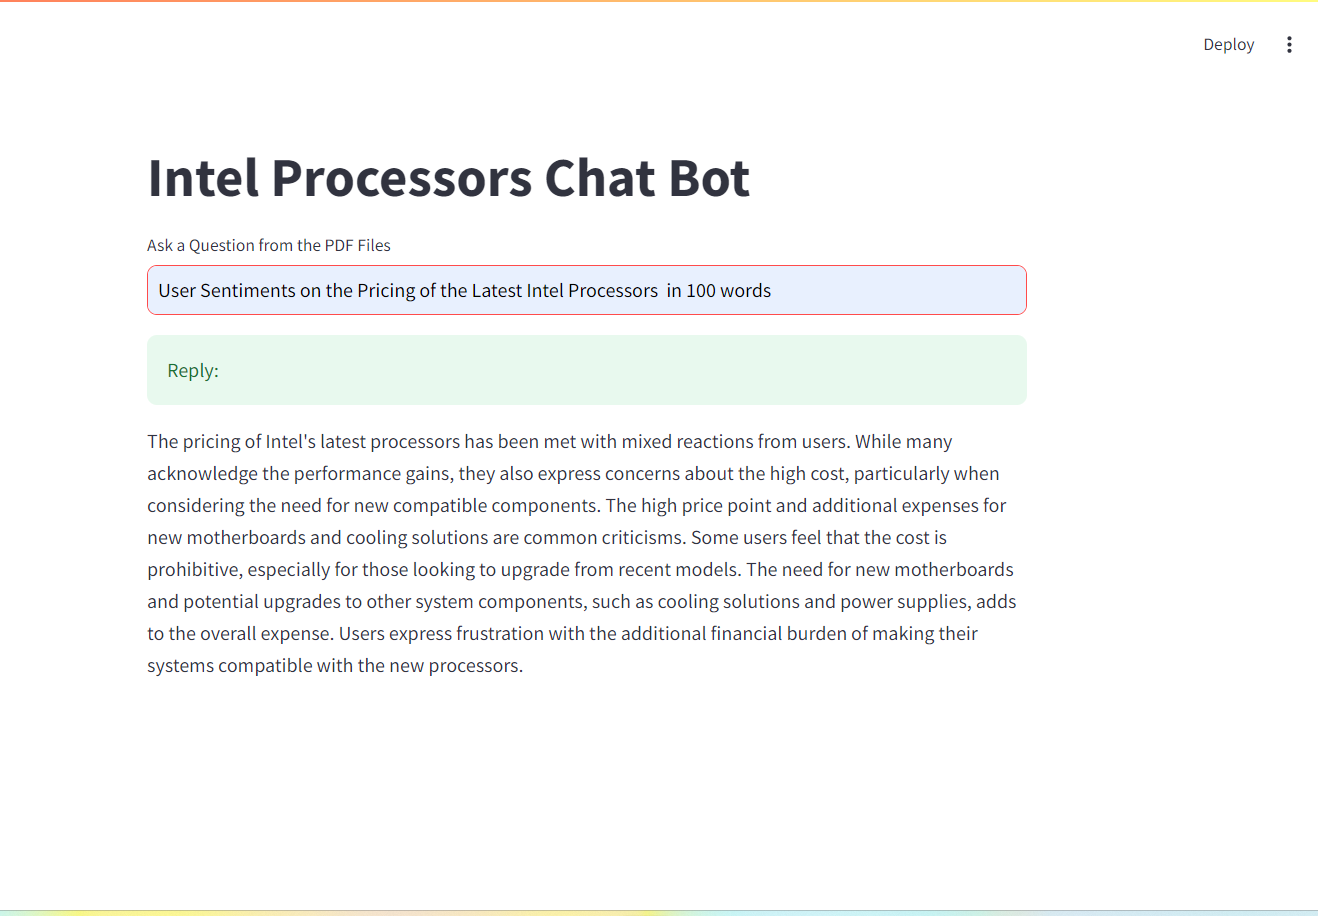 Deploy
Intel Processors Chat Bot
Ask a Question from the PDF Files
User Sentiments on the Pricing of the Latest Intel Processors  in 100 words
Reply:
The pricing of Intel's latest processors has been met with mixed reactions from users. While many
acknowledge the performance gains, they also express concerns about the high cost, particularly when
considering the need for new compatible components. The high price point and additional expenses for
new motherboards and cooling solutions are common criticisms. Some users feel that the cost is
prohibitive, especially for those looking to upgrade from recent models. The need for new motherboards
and potential upgrades to other system components, such as cooling solutions and power supplies, adds
to the overall expense. Users express frustration with the additional financial burden of making their
systems compatible with the new processors.